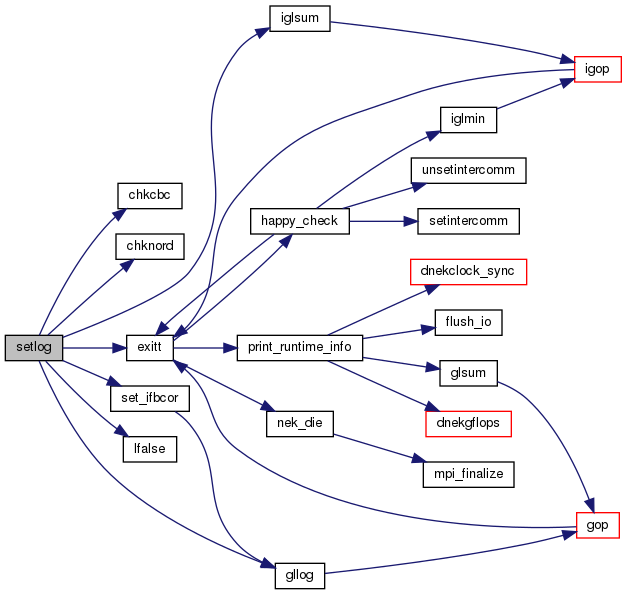 iglsum
igop
iglmin
unsetintercomm
chkcbc
happy_check
setintercomm
chknord
dnekclock_sync
flush_io
setlog
exitt
print_runtime_info
glsum
set_ifbcor
nek_die
dnekgflops
lfalse
mpi_finalize
gop
gllog